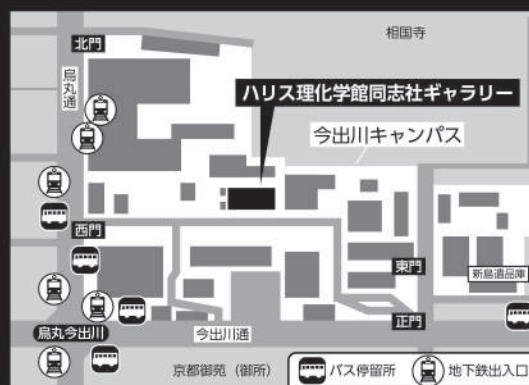 相国寺
北門
烏丸通
ハリス理化学館同志社ギャラリー
今出川キャンパス
西門
東門
新島遺品庫
正門
烏丸今出川
今出川通
京都御苑（御所）
バス停留所
地下鉄出入口